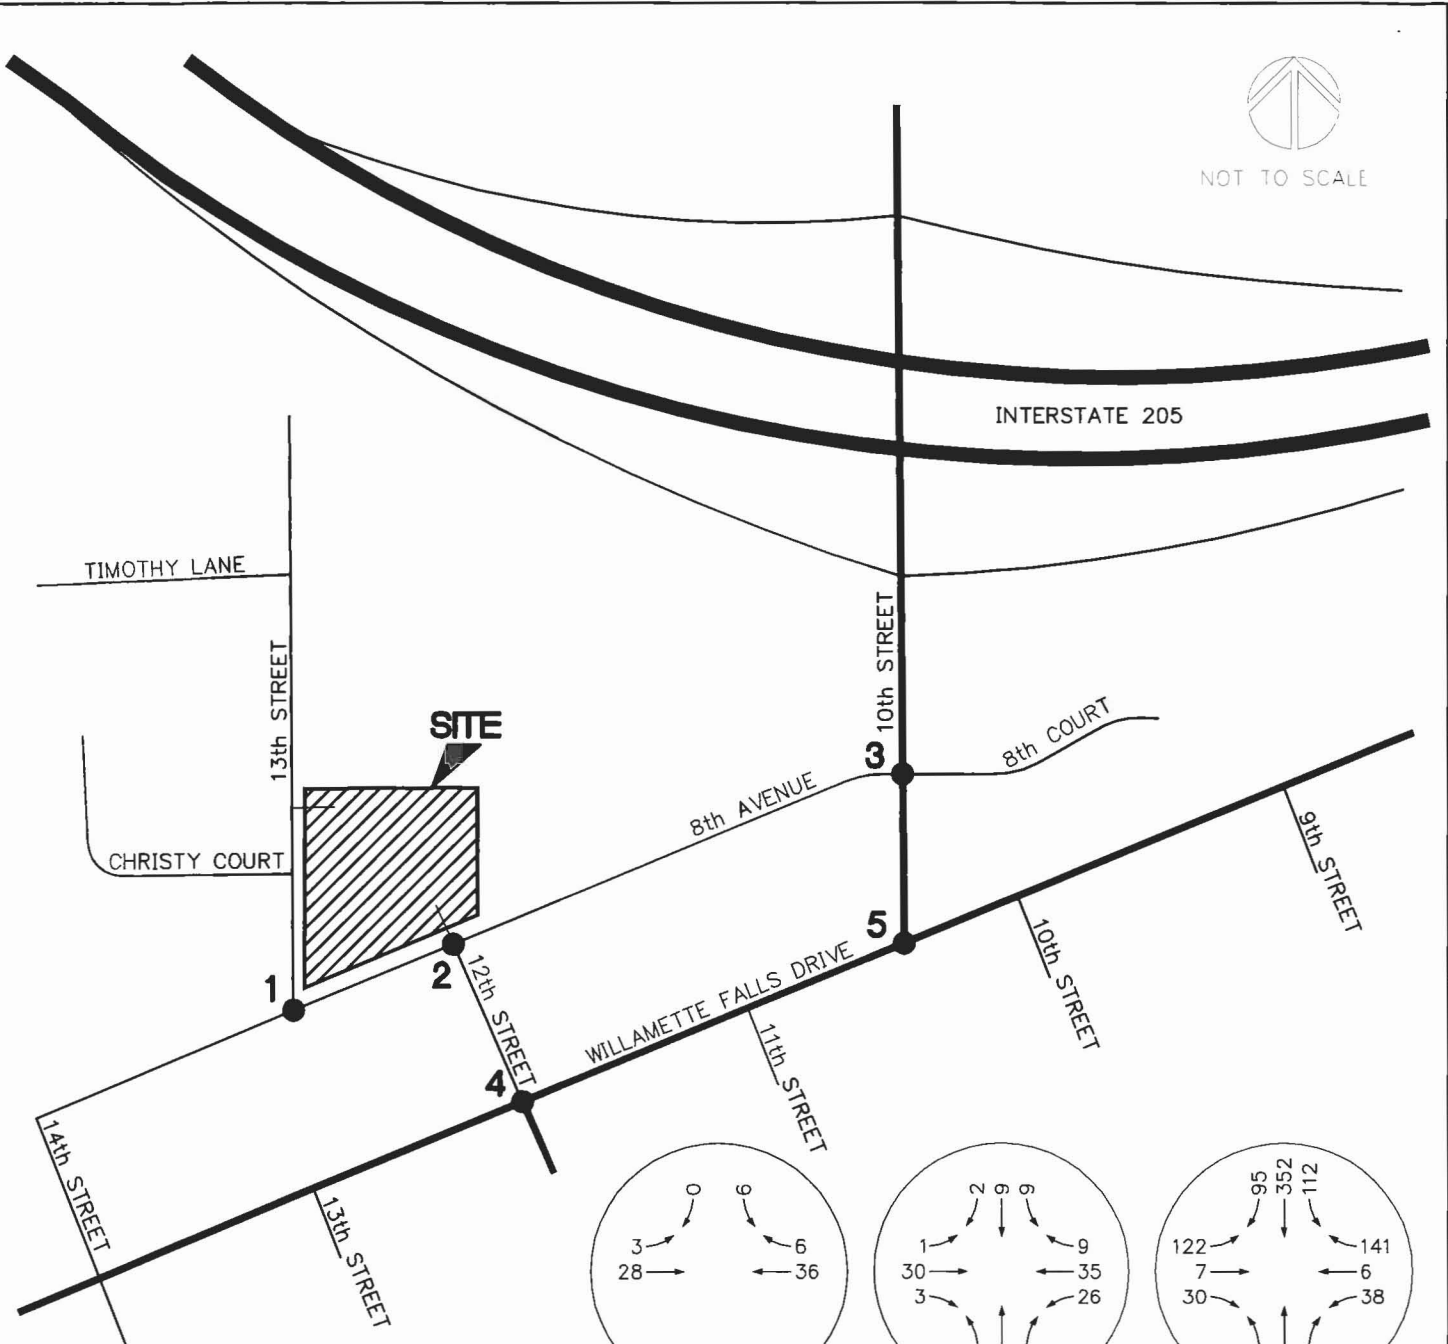 NOT TO SCALE
INTERSTATE 205
TIMOTHY LANE
13th STREET
10th STREET
SITE
3
8th COURT
8th AVENUE
CHRISTY COURT
9th STREET
5
10th STREET
2
12th STREET
1
WILLAMETTE FALLS DRIVE
11th STREET
4
14th STREET
13th STREET
0 6
3 6
28 36
2 9 9
1 9
30 35
3 26
95 352 112
122 141
7 6
30 38